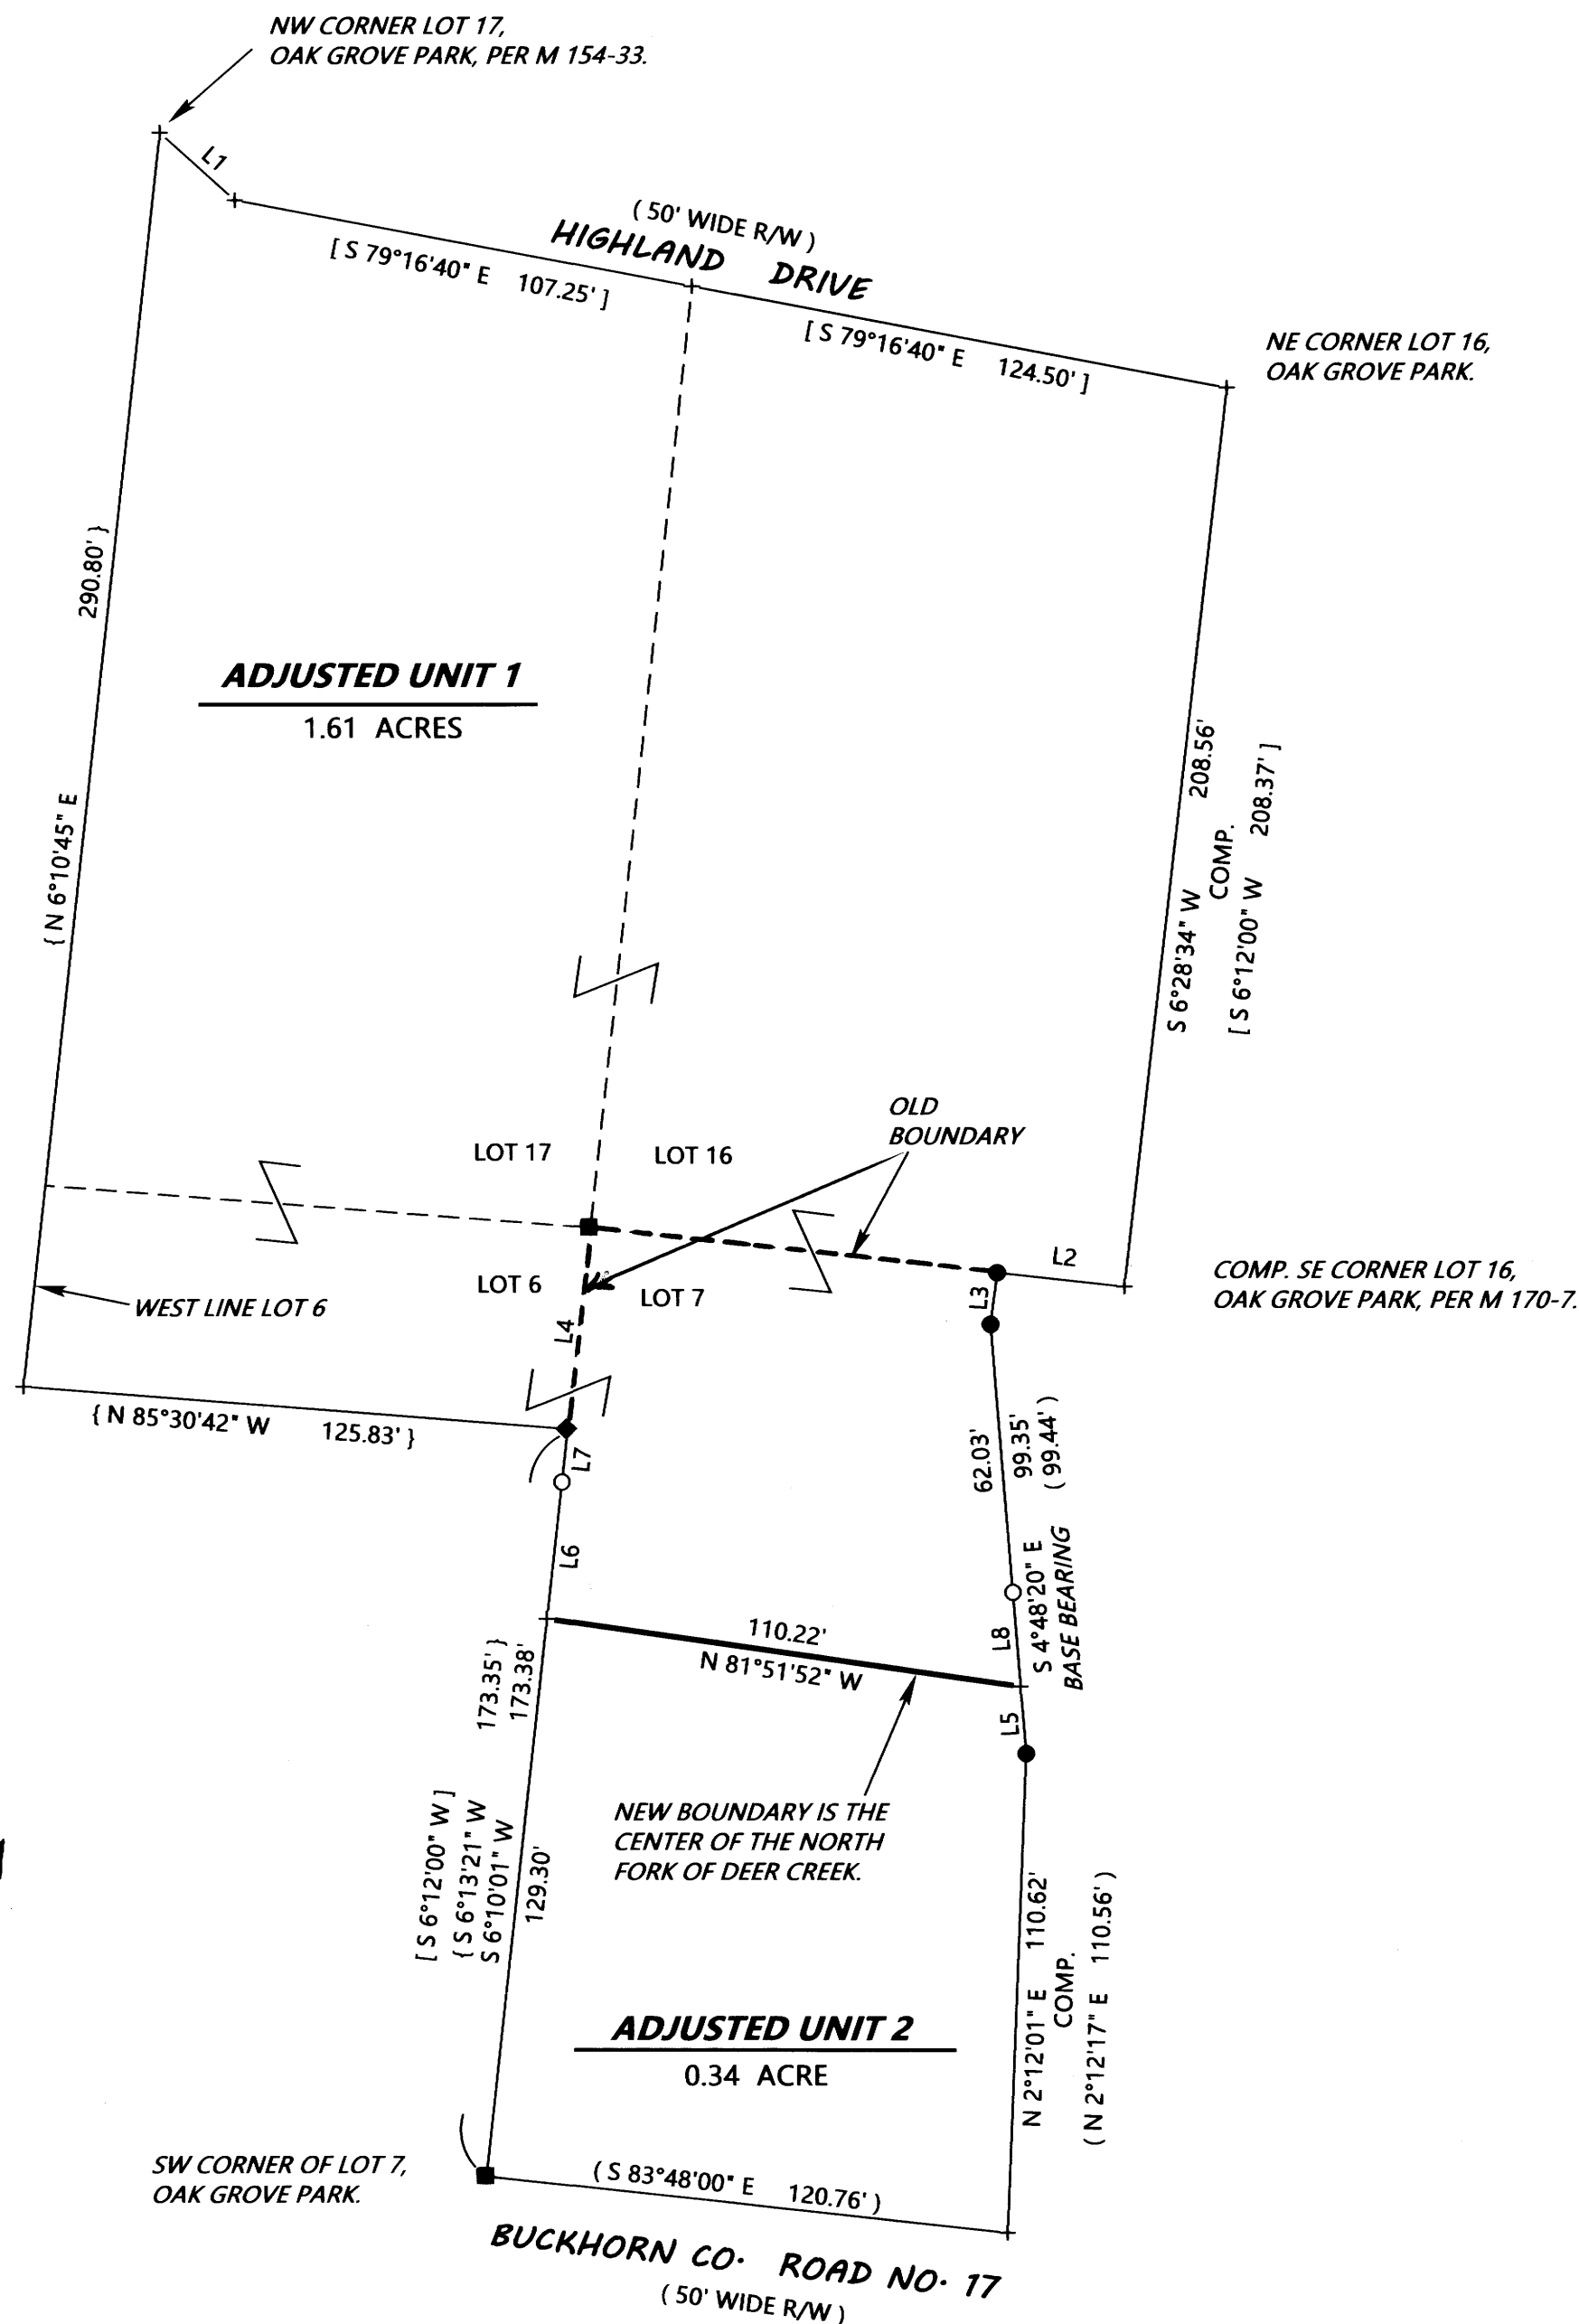 NW CORNER LOT 17,
OAK GROVE PARK, PER M 154-33.
L1
( 50' WIDE R/W )
HIGHLAND DRIVE
[ S 79°16'40" E 107.25' ]
[ S 79°16'40" E 124.50' ]
NE CORNER LOT 16,
OAK GROVE PARK.
{ N 6°10'45" E 290.80' }
ADJUSTED UNIT 1
1.61 ACRES
S 6°28'34" W 208.56'
COMP.
[ S 6°12'00" W 208.37' ]
OLD
BOUNDARY
LOT 17
LOT 16
L2
LOT 6
LOT 7
L3
COMP. SE CORNER LOT 16,
OAK GROVE PARK, PER M 170-7.
WEST LINE LOT 6
L4
{ N 85°30'42" W 125.83' }
L7
62.03'
99.35'
( 99.44' )
L6
S 4°48'20" E
BASE BEARING
L8
110.22'
N 81°51'52" W
173.35' }
173.38'
L5
NEW BOUNDARY IS THE
CENTER OF THE NORTH
FORK OF DEER CREEK.
[ S 6°12'00" W ]
{ S 6°13'21" W
S 6°10'01" W
129.30'
N 2°12'01" E 110.62'
COMP.
( N 2°12'17" E 110.56' )
ADJUSTED UNIT 2
0.34 ACRE
SW CORNER OF LOT 7,
OAK GROVE PARK.
( S 83°48'00" E 120.76' )
BUCKHORN CO. ROAD NO. 17
( 50' WIDE R/W )